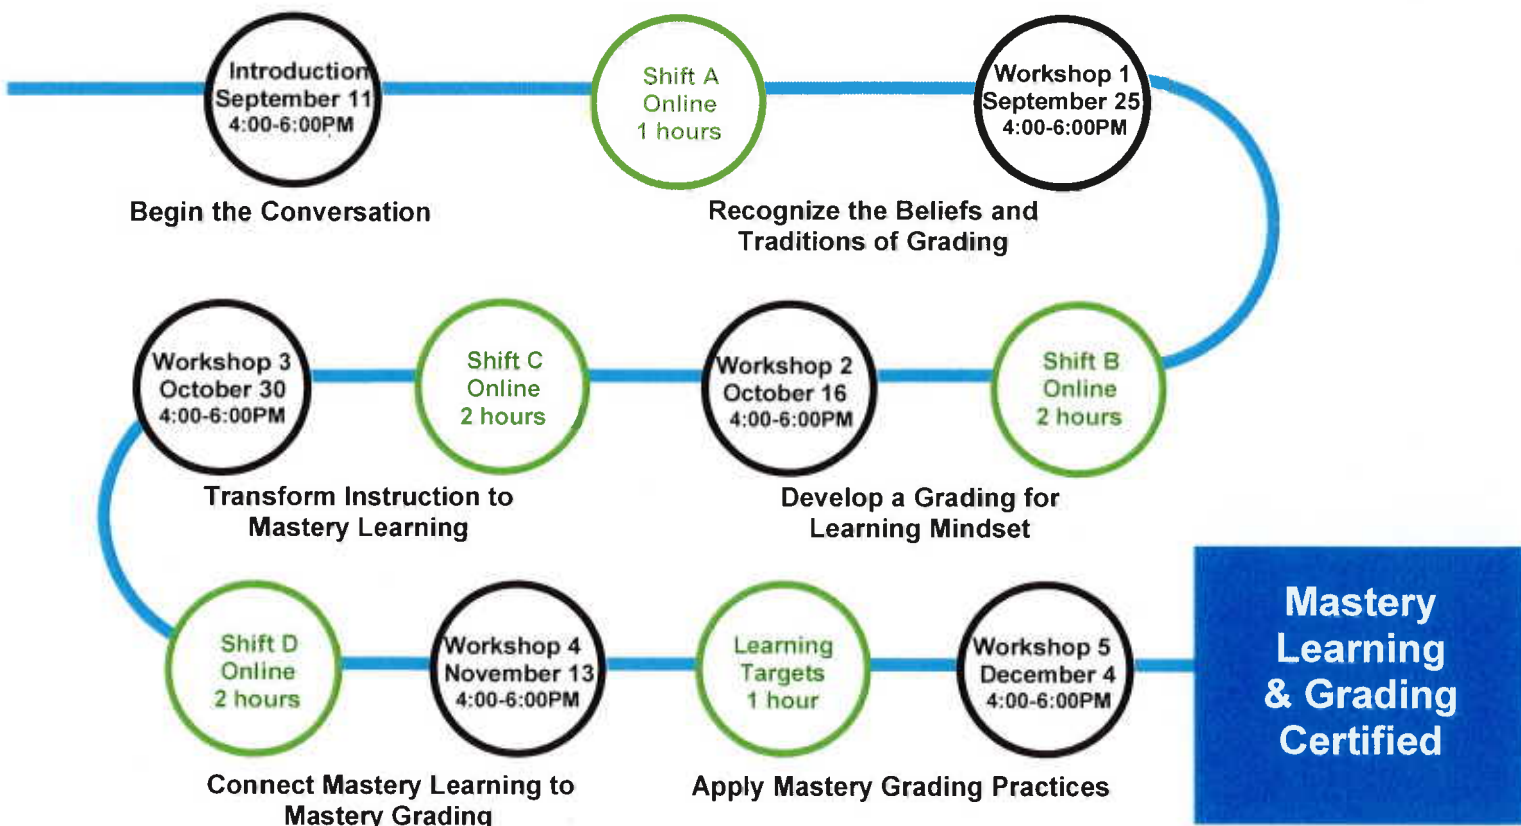 Introduction
September 11
4:00-6:00PM
Begin the Conversation
Shift A
Online
1 hours
Workshop 1
September 25
4:00-6:00PM
Recognize the Beliefs and
Traditions of Grading
Workshop 3
October 30
4:00-6:00PM
Shift C
Online
2 hours
Transform Instruction to
Mastery Learning
Workshop 2
October 16
4:00-6:00PM
Shift B
Online
2 hours
Develop a Grading for
Learning Mindset
Shift D
Online
2 hours
Workshop 4
November 13
4:00-6:00PM
Connect Mastery Learning to
Mastery Grading
Learning
Targets
1 hour
Workshop 5
December 4
4:00-6:00PM
Apply Mastery Grading Practices
Mastery
Learning
& Grading
Certified